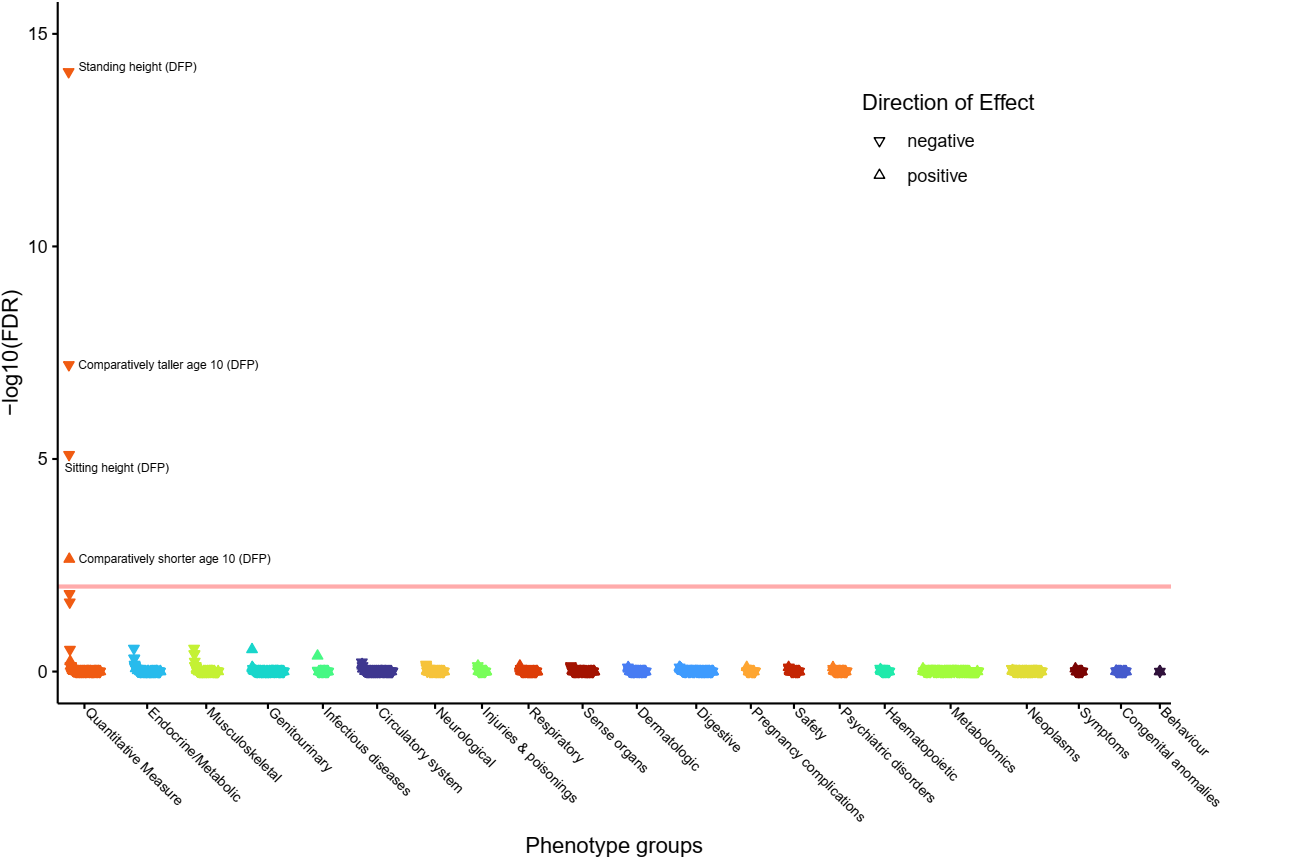 15
Standing height (DFP)
Direction of Effect
negative
positive
10
−log10(FDR)
Comparatively taller age 10 (DFP)
5
Sitting height (DFP)
Comparatively shorter age 10 (DFP)
0
Quantitative Measure
Endocrine/Metabolic
Musculoskeletal
Genitourinary
Infectious diseases
Circulatory system
Neurological
Injuries & poisonings
Respiratory
Sense organs
Dermatologic
Digestive
Pregnancy complications
Safety
Psychiatric disorders
Haematopoietic
Metabolomics
Neoplasms
Symptoms
Congenital anomalies
Behaviour
Phenotype groups